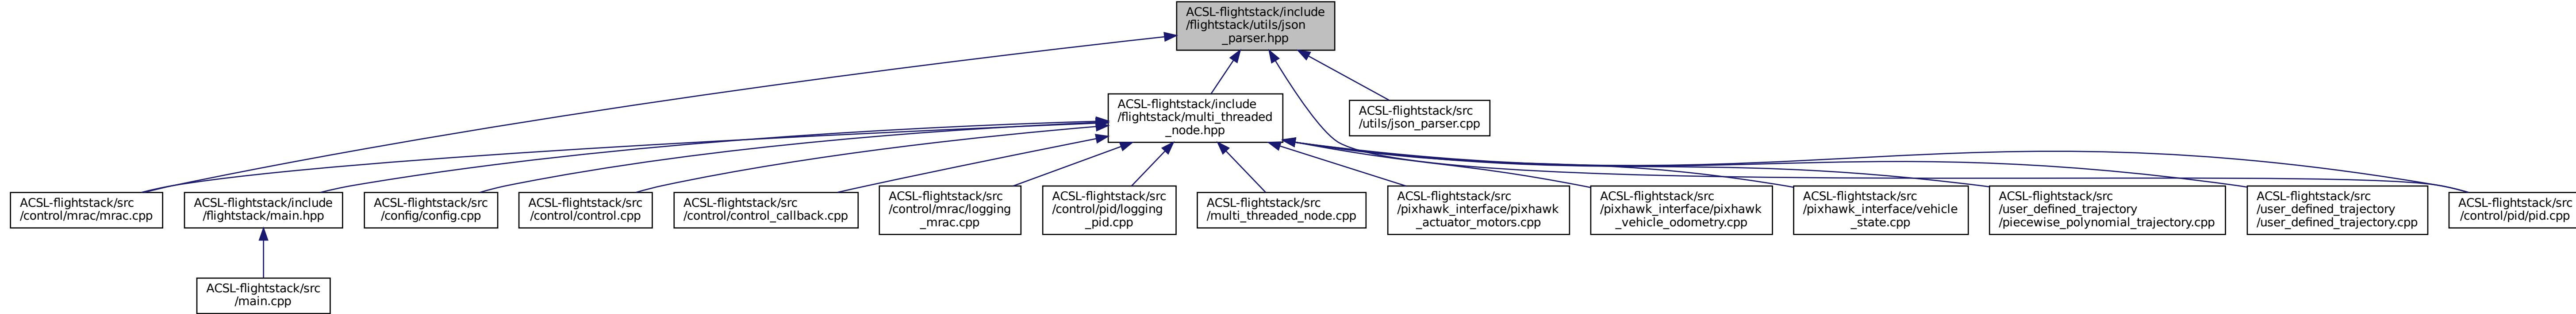 ACSL-flightstack/include
/flightstack/utils/json
_parser.hpp
ACSL-flightstack/include
/flightstack/multi_threaded
_node.hpp
ACSL-flightstack/src
/utils/json_parser.cpp
ACSL-flightstack/src
/control/mrac/mrac.cpp
ACSL-flightstack/include
/flightstack/main.hpp
ACSL-flightstack/src
/config/config.cpp
ACSL-flightstack/src
/control/control.cpp
ACSL-flightstack/src
/control/control_callback.cpp
ACSL-flightstack/src
/control/mrac/logging
_mrac.cpp
ACSL-flightstack/src
/control/pid/logging
_pid.cpp
ACSL-flightstack/src
/multi_threaded_node.cpp
ACSL-flightstack/src
/pixhawk_interface/pixhawk
_actuator_motors.cpp
ACSL-flightstack/src
/pixhawk_interface/pixhawk
_vehicle_odometry.cpp
ACSL-flightstack/src
/pixhawk_interface/vehicle
_state.cpp
ACSL-flightstack/src
/user_defined_trajectory
/piecewise_polynomial_trajectory.cpp
ACSL-flightstack/src
/user_defined_trajectory
/user_defined_trajectory.cpp
ACSL-flightstack/src
/control/pid/pid.cpp
ACSL-flightstack/src
/main.cpp